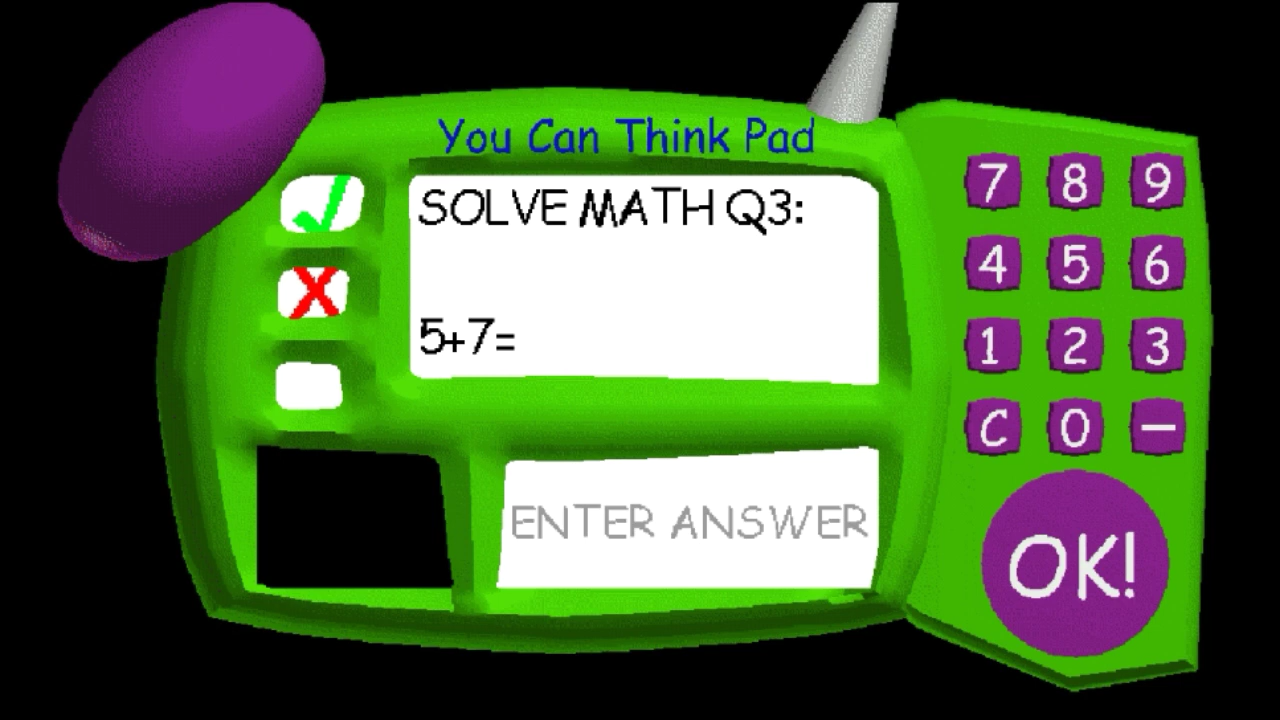 You Can Think Pad
SOLVE MATH Q3:
5+7=
ENTER ANSWER
7 8 9
4 5 6
1 2 3
C 0 –
OK!